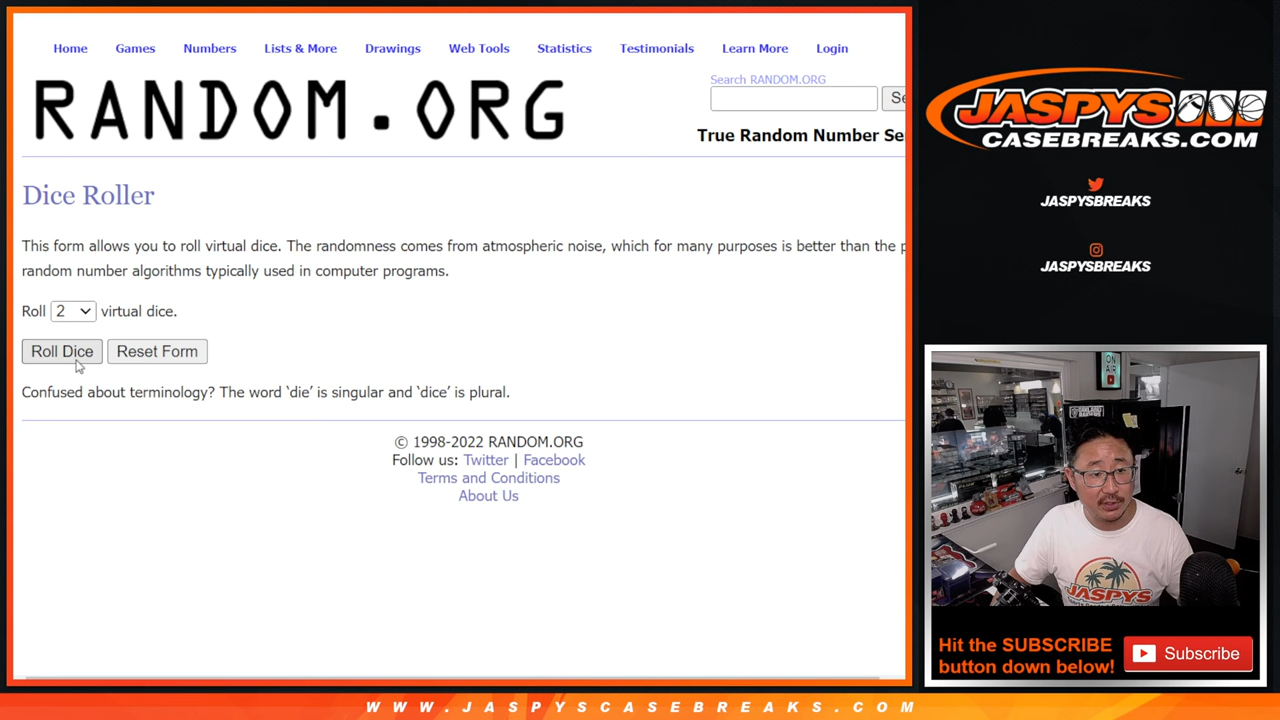 Home Games Numbers Lists & More Drawings Web Tools Statistics Testimonials Learn More Login
RANDOM.ORG
Search RANDOM.ORG
Se
True Random Number Se
Dice Roller
This form allows you to roll virtual dice. The randomness comes from atmospheric noise, which for many purposes is better than the p
random number algorithms typically used in computer programs.
Roll 2 virtual dice.
Roll Dice Reset Form
Confused about terminology? The word ‘die’ is singular and ‘dice’ is plural.
© 1998-2022 RANDOM.ORG
Follow us: Twitter | Facebook
Terms and Conditions
About Us
JASPYS
CASEBREAKS.COM
JASPYSBREAKS
JASPYSBREAKS
ON
AIR
JASPYS
Hit the SUBSCRIBE
button down below!
Subscribe
WWW.JASPYSCASEBREAKS.COM